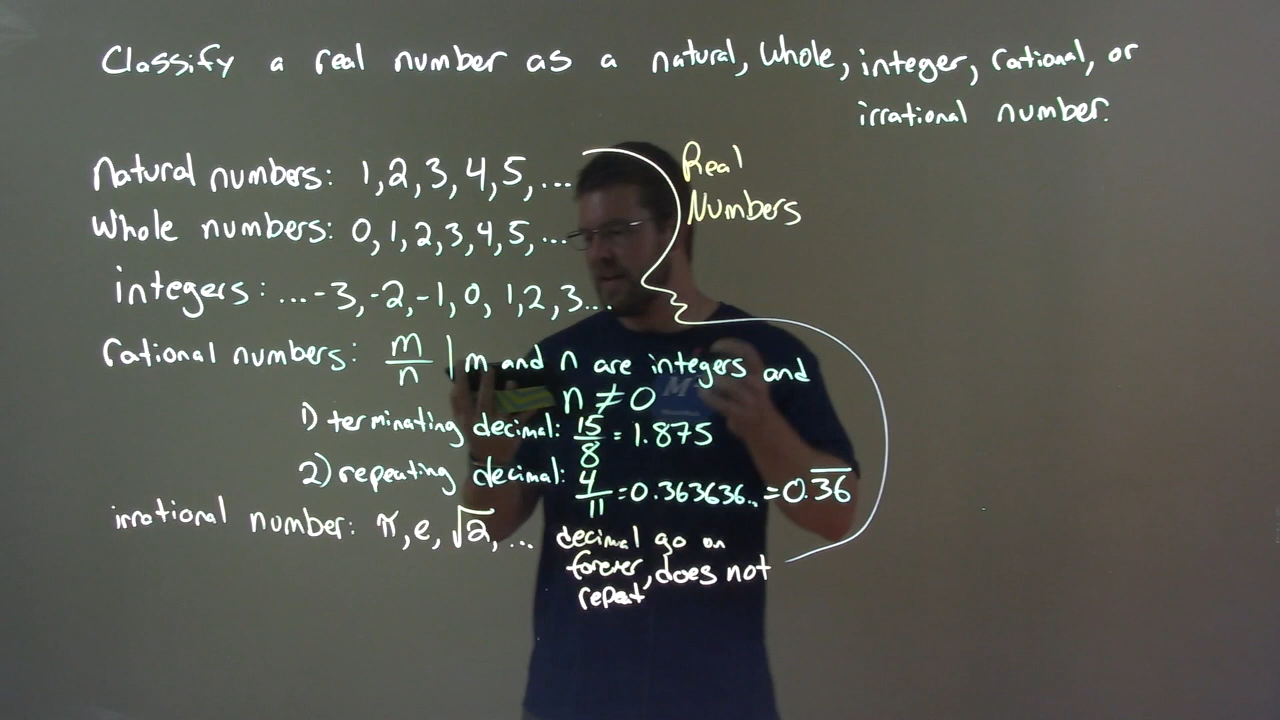 Classify a real number as a natural, whole, integer, rational, or
irrational number.
Natural numbers: 1,2,3,4,5,...
Real
Numbers
Whole numbers: 0,1,2,3,4,5,...
integers: ...-3,-2,-1,0,1,2,3...
rational numbers: m/n | m and n are integers and
n ≠ 0
1) terminating decimal: 15/8 = 1.875
2) repeating decimal: 4/11 = 0.363636.. = 0.3̅6̅
irrational number: π, e, √2, ... decimal go on
forever, does not
repeat